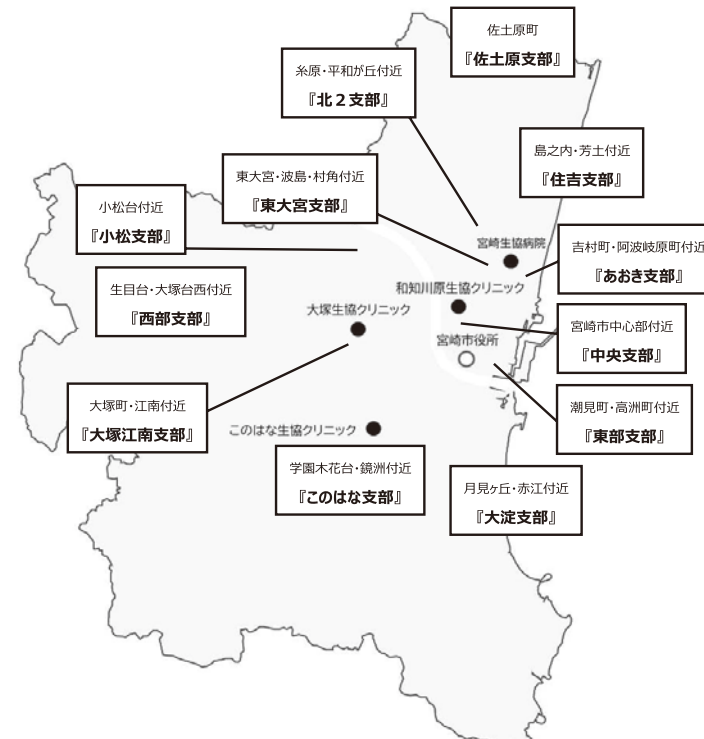 佐土原町
『佐土原支部』
糸原・平和が丘付近
『北２支部』
島之内・芳土付近
『住吉支部』
東大宮・波島・村角付近
『東大宮支部』
小松台付近
『小松支部』
宮崎生協病院
吉村町・阿波岐原町付近
『あおき支部』
生目台・大塚台西付近
『西部支部』
和知川原生協クリニック
大塚生協クリニック
宮崎市中心部付近
『中央支部』
宮崎市役所
大塚町・江南付近
『大塚江南支部』
潮見町・高洲町付近
『東部支部』
このはな生協クリニック
学園木花台・鏡洲付近
『このはな支部』
月見ヶ丘・赤江付近
『大淀支部』